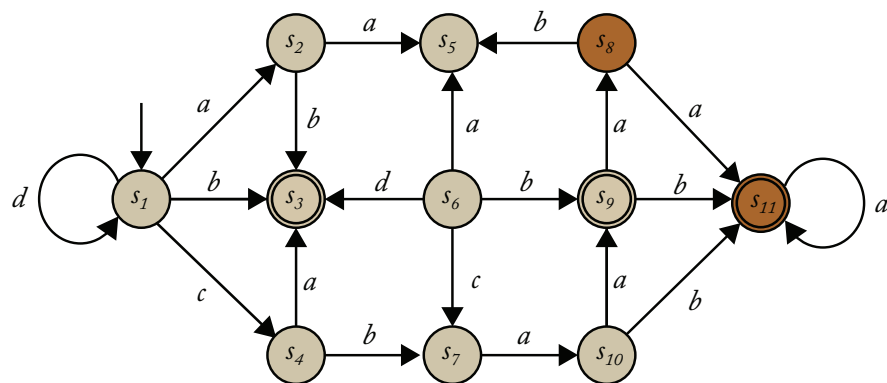 s2 a s5 b s8
a b a a a
d s1 b s3 d s6 b s9 b s11 a
c a c a b
s4 b s7 a s10